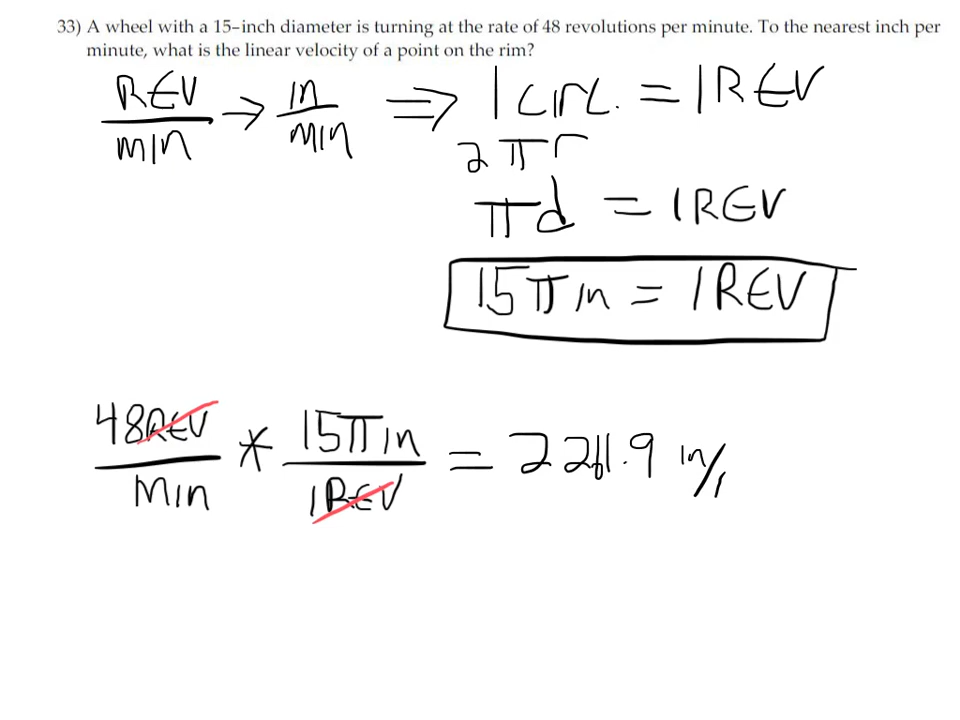 33) A wheel with a 15-inch diameter is turning at the rate of 48 revolutions per minute. To the nearest inch per
minute, what is the linear velocity of a point on the rim?
REV/MIN → in/MIN ⇒ 1 circ. = 1 REV
2πr
πd = 1 REV
15π in = 1 REV
48 REV/MIN * 15π in/1 REV = 2261.9 in/